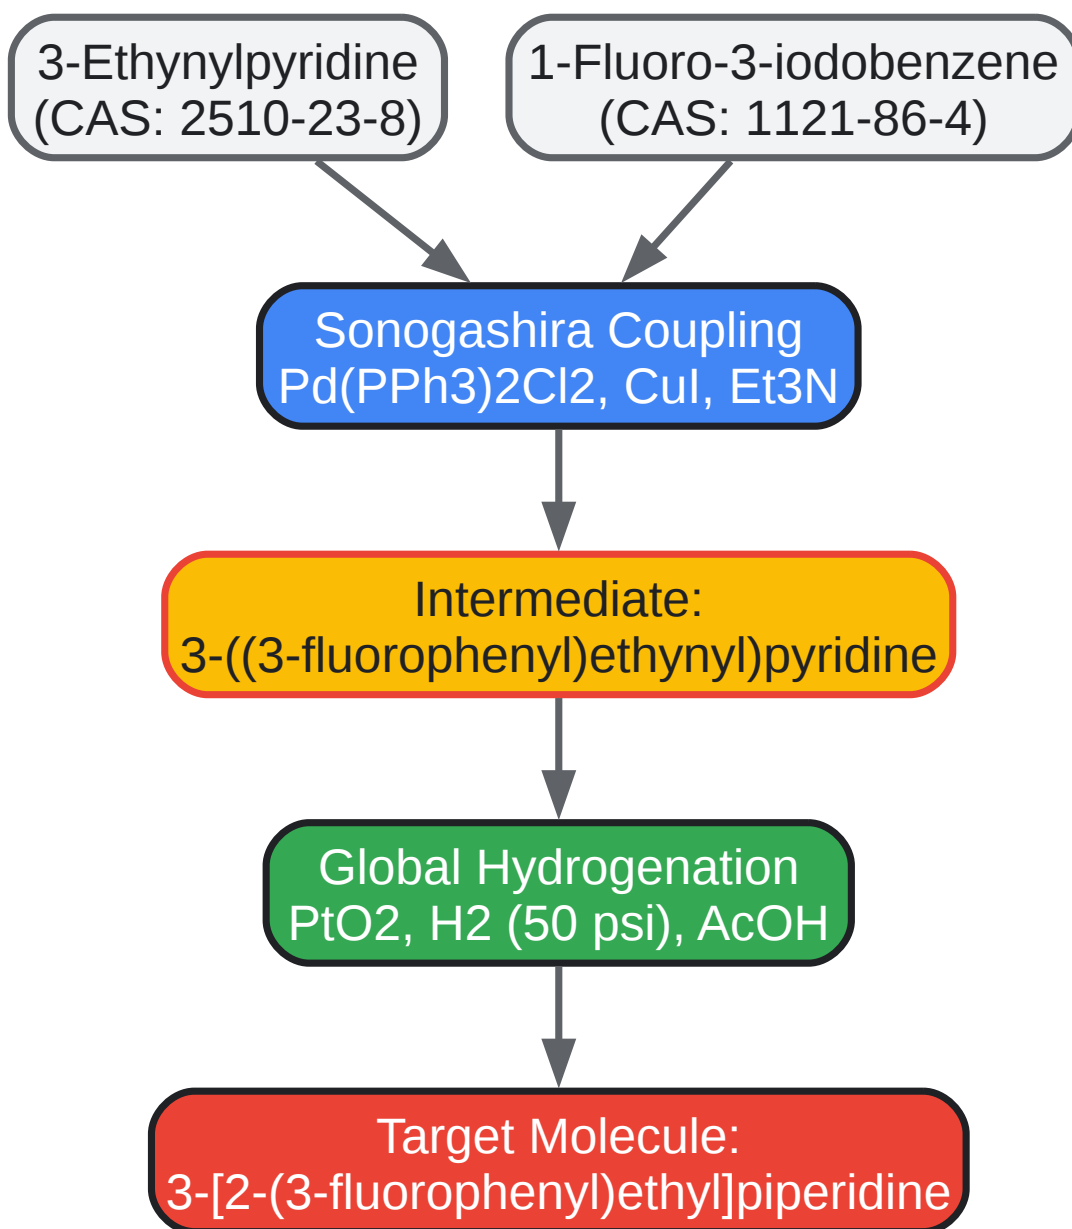 3-Ethynylpyridine
(CAS: 2510-23-8)
1-Fluoro-3-iodobenzene
(CAS: 1121-86-4)
Sonogashira Coupling
Pd(PPh3)2Cl2, CuI, Et3N
Intermediate:
3-((3-fluorophenyl)ethynyl)pyridine
Global Hydrogenation
PtO2, H2 (50 psi), AcOH
Target Molecule:
3-[2-(3-fluorophenyl)ethyl]piperidine